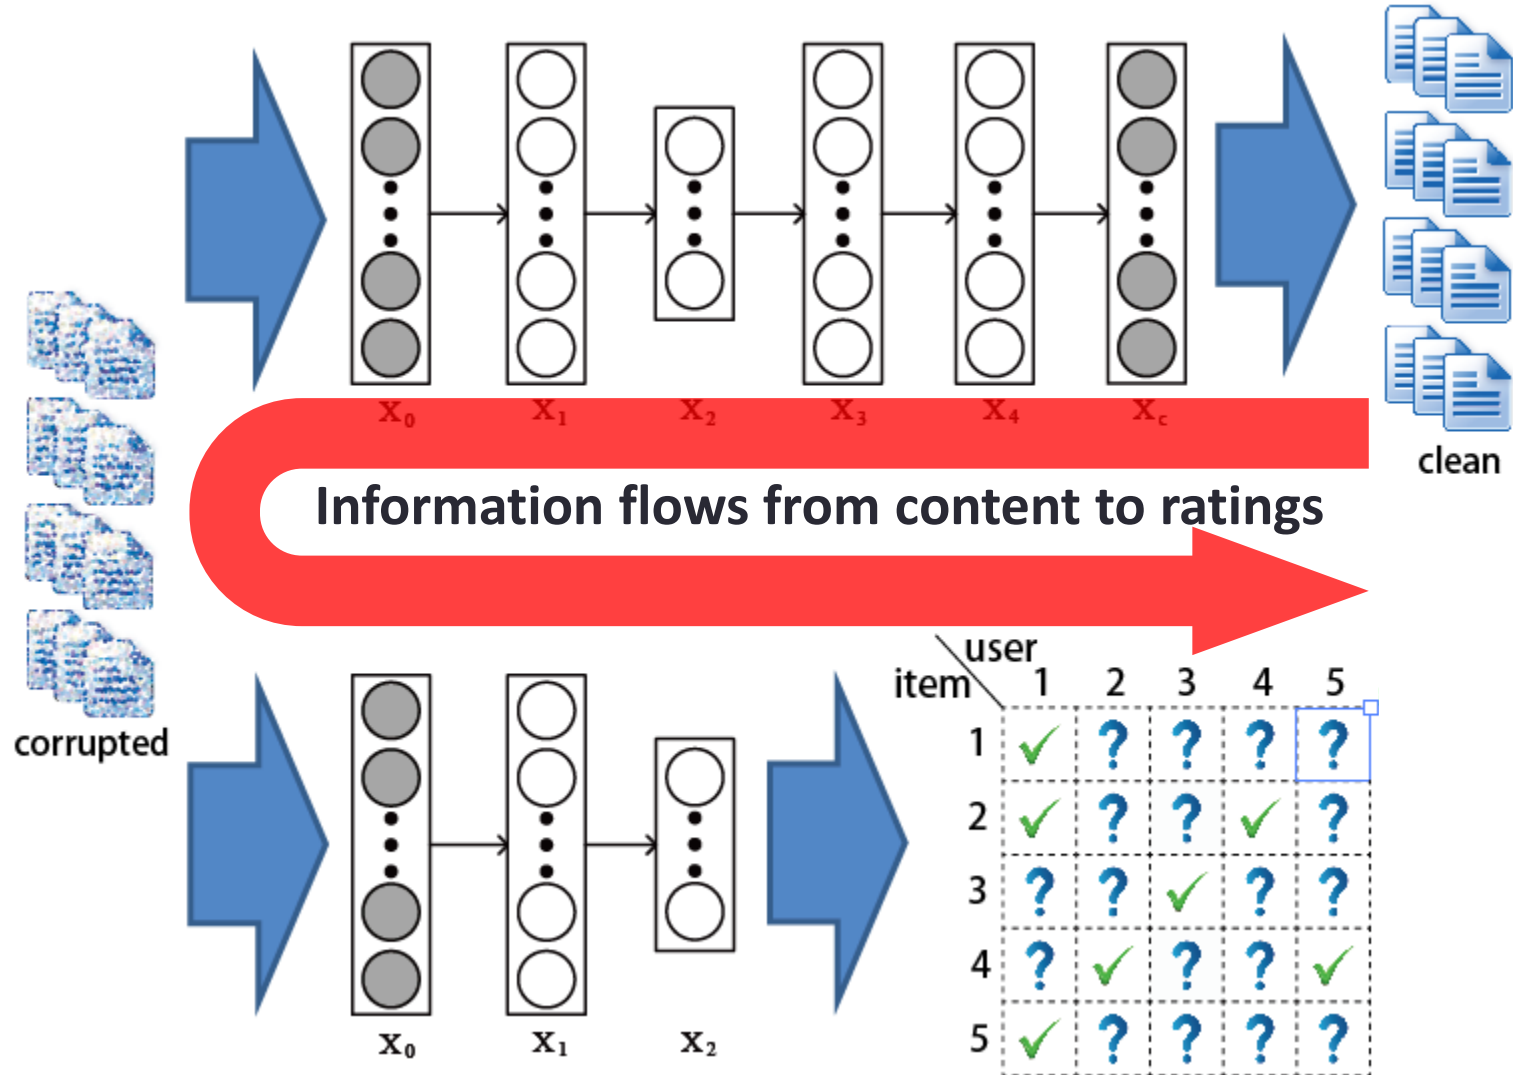 X₀ X₁ X₂ X₃ X₄ X꜀
clean
Information flows from content to ratings
corrupted
user
item 1 2 3 4 5
1 ✓ ? ? ? ?
2 ✓ ? ? ✓ ?
3 ? ? ✓ ? ?
4 ? ✓ ? ? ✓
5 ✓ ? ? ? ?
X₀ X₁ X₂